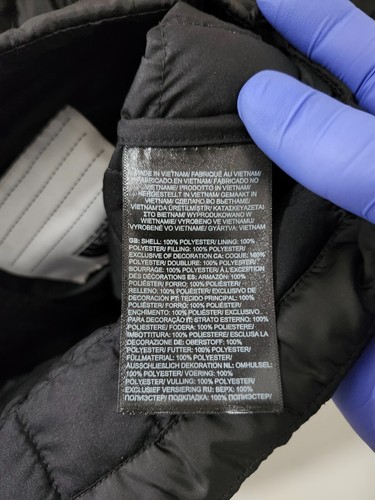 MADE IN VIETNAM/ FABRIQUÉ AU VIETNAM/
FABRICADO EN VIETNAM/ FABRICADO NO
VIETNAM/ PRODOTTO IN VIETNAM/
HERGESTELLT IN VIETNAM/ GEMAAKT IN
VIETNAM/ СДЕЛАНО ВО ВЬЕТНАМЕ/
VIETNAM'DA ÜRETİLMİŞTİR/ ΚΑΤΑΣΚΕΥΑΖΕΤΑΙ
ΣΤΟ ΒΙΕΤΝΑΜ/ WYPRODUKOWANO W
WIETNAMIE/ VYROBENO VE VIETNAMU/
VYROBENÉ VO VIETNAME/ GYÁRTVA: VIETNAM
GB: SHELL: 100% POLYESTER/ LINING: 100%
POLYESTER/ FILLING: 100% POLYESTER/
EXCLUSIVE OF DECORATION CA: COQUE: 100%
POLYESTER/ DOUBLURE: 100% POLYESTER/
BOURRAGE: 100% POLYESTER/ À L'EXCEPTION
DES DÉCORATIONS ES: ARMAZÓN: 100%
POLIÉSTER/ FORRO: 100% POLIÉSTER/
RELLENO: 100% POLIÉSTER/ EXCLUSIVO DE
DECORACIÓN PT: TECIDO PRINCIPAL: 100%
POLIÉSTER/ FORRO: 100% POLIÉSTER/
ENCHIMENTO: 100% POLIÉSTER/ EXCLUSIVO,
PARA DECORAÇÃO IT: STRATO ESTERNO: 100%
POLIESTERE/ FODERA: 100% POLIESTERE/
IMBOTTITURA: 100% POLIESTERE/ ESCLUSA LA
DECORAZIONE DE: OBERSTOFF: 100%
POLYESTER/ FUTTER: 100% POLYESTER/
FÜLLMATERIAL: 100% POLYESTER/
AUSSCHLIEBLICH DEKORATION NL: OMHULSEL:
100% POLYESTER/ VOERING: 100%
POLYESTER/ VULLING: 100% POLYESTER/
EXCLUSIEF VERSIERING RU: ВЕРХ: 100%
ПОЛИЭСТЕР/ ПОДКЛАДКА: 100% ПОЛИЭСТЕР/